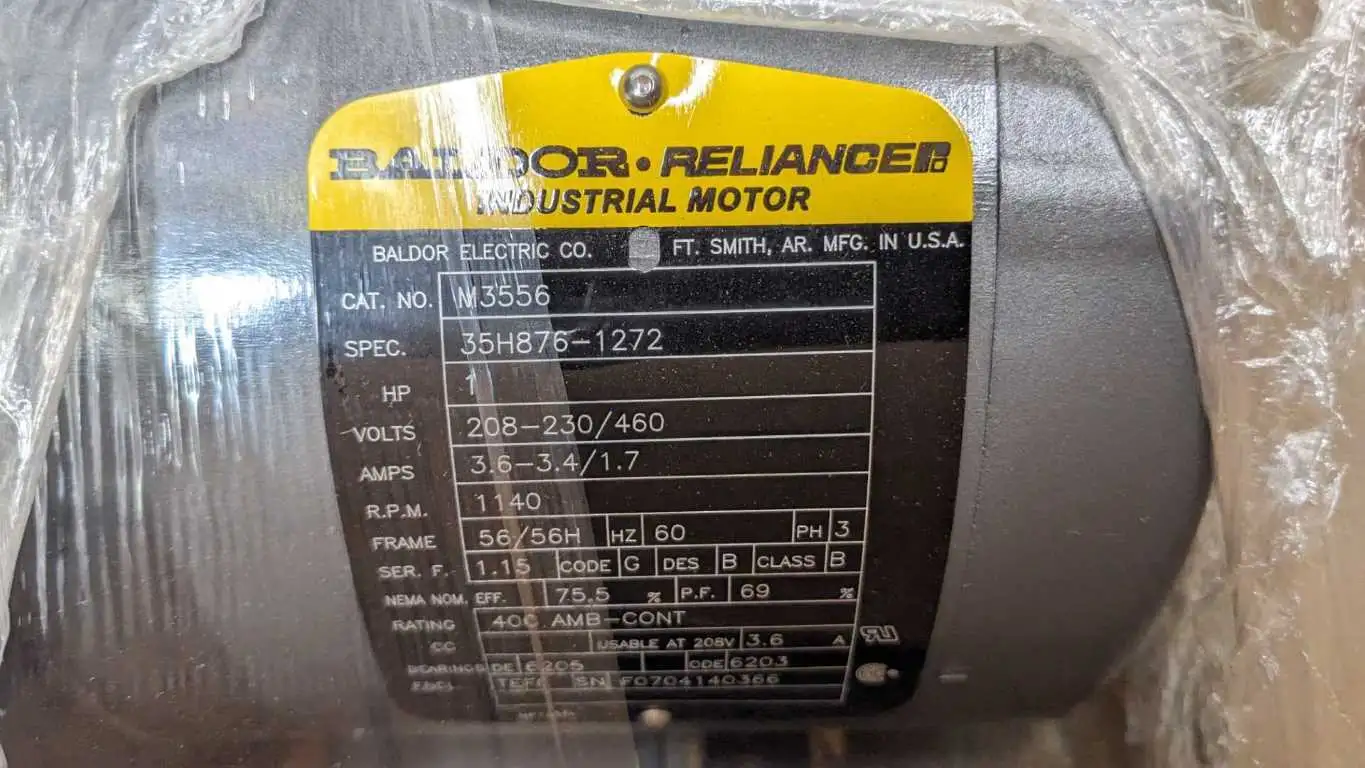 BALDOR · RELIANCE
INDUSTRIAL MOTOR
BALDOR ELECTRIC CO. FT. SMITH, AR. MFG. IN U.S.A.
CAT. NO. M3556
SPEC. 35H876-1272
HP 1
VOLTS 208-230/460
AMPS 3.6-3.4/1.7
R.P.M. 1140
FRAME 56/56H HZ 60 PH 3
SER. F. 1.15 CODE G DES B CLASS B
NEMA NOM. EFF. 75.5 % P.F. 69 %
RATING 40C AMB-CONT
CC USABLE AT 208V 3.6 A
BEARINGS DE 6205 ODE 6203
ENCL TEFC SN F0704140366